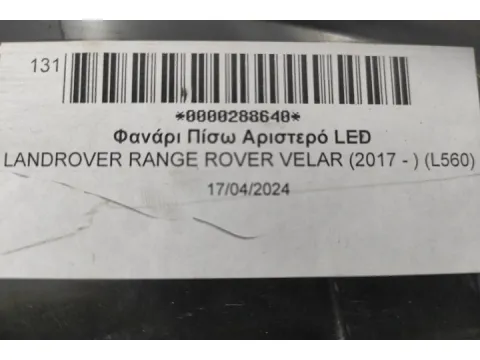 131
*0000288640*
Φανάρι Πίσω Αριστερό LED
LANDROVER RANGE ROVER VELAR (2017 - ) (L560)
17/04/2024